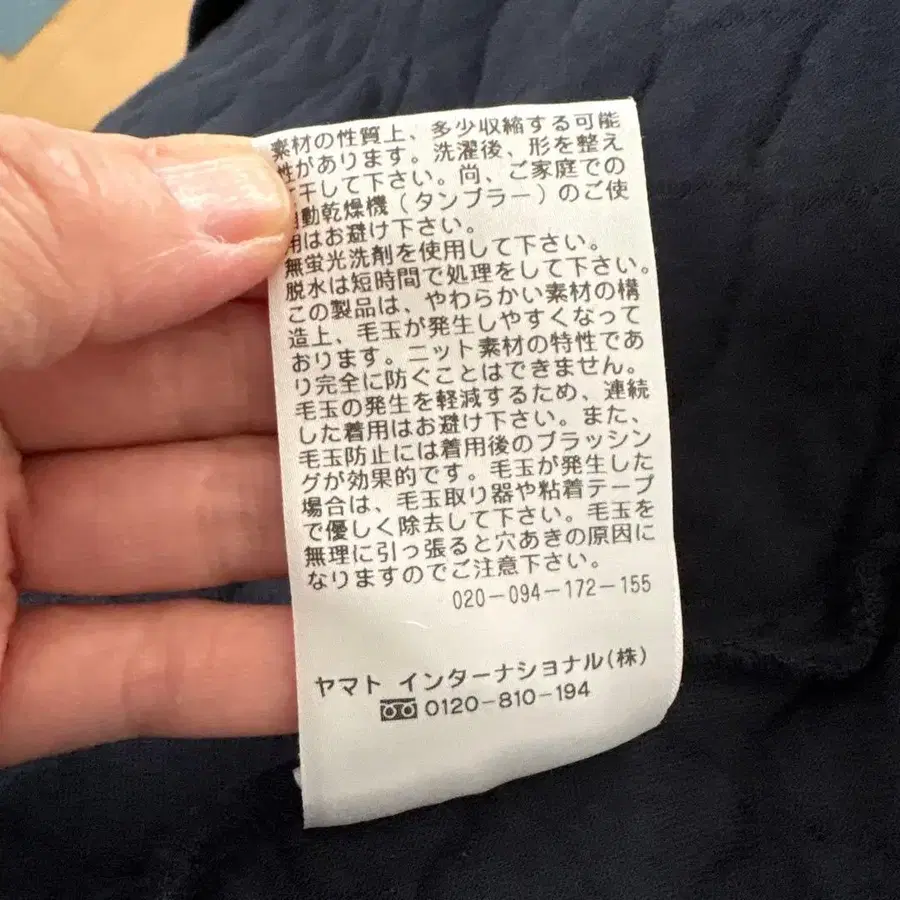 素材の性質上、多少収縮する可能
性があります。洗濯後、形を整え
干して下さい。尚、ご家庭での
動乾燥機(タンブラー)のご使
用はお避け下さい。
無蛍光洗剤を使用して下さい。
脱水は短時間で処理をして下さい。
この製品は、やわらかい素材の構
造上、毛玉が発生しやすくなって
おります。ニット素材の特性であ
り完全に防ぐことはできません。
毛玉の発生を軽減するため、連続
した着用はお避け下さい。また、
毛玉防止には着用後のブラッシン
グが効果的です。毛玉が発生した
場合は、毛玉取り器や粘着テープ
で優しく除去して下さい。毛玉を
無理に引っ張ると穴あきの原因に
なりますのでご注意下さい。
020-094-172-155
ヤマト インターナショナル(株)
0120-810-194